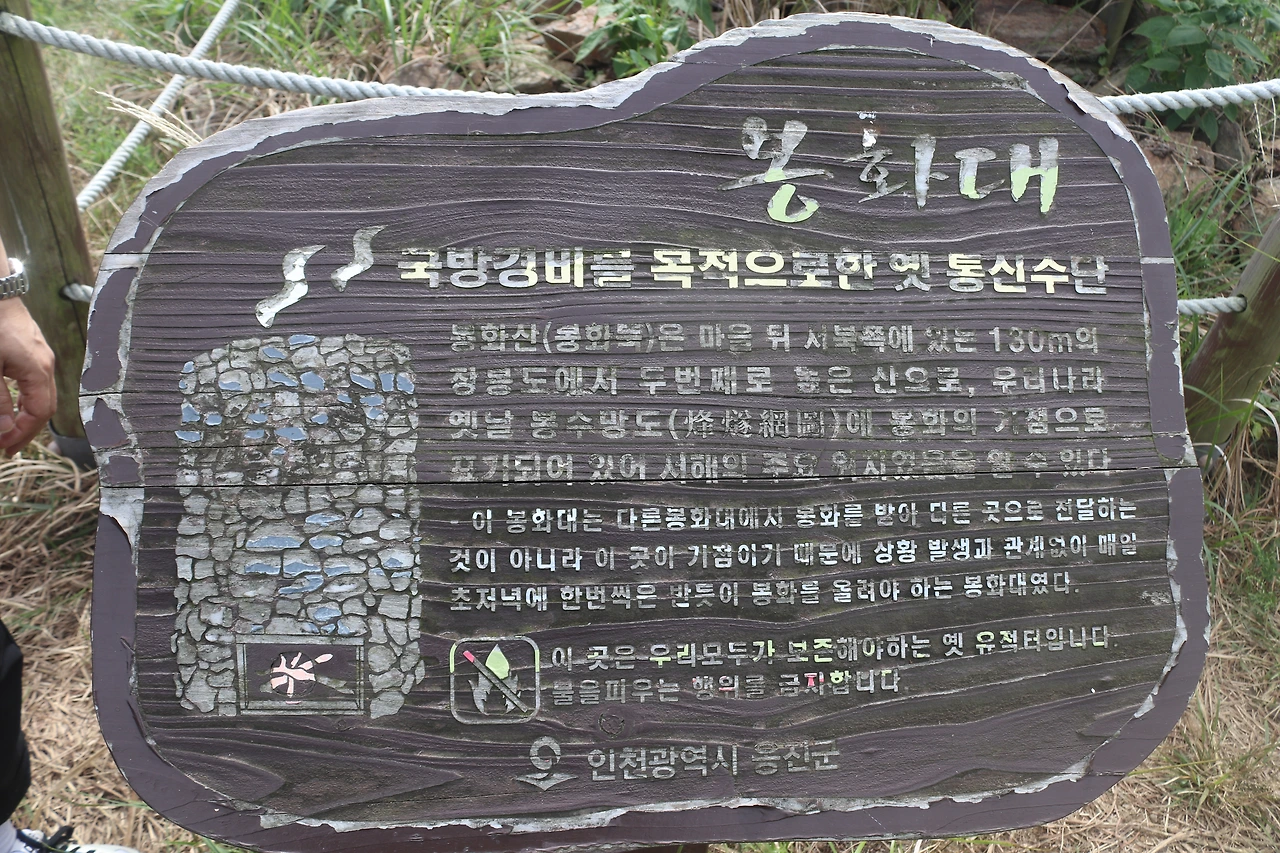 봉화대
국방경비를 목적으로한 옛 통신수단
봉화산(봉합북)은 마을 뒤 서북쪽에 있는 130m의
정봉도에서 두번째로 높은 산으로, 우리나라
옛날 봉수방도(烽燧網圖)에 봉화의 기점으로
표기되어 있어 서해의 주요 위치였음을 알 수 있다
이 봉화대는 다른봉화대에서 봉화를 받아 다른 곳으로 전달하는
것이 아니라 이 곳이 기점이기 때문에 상황 발생과 관계없이 매일
초저녁에 한번씩은 반듯이 봉화를 올려야 하는 봉화대였다.
이 곳은 우리모두가 보존해야하는 옛 유적터입니다.
불을피우는 행위를 금지합니다
인천광역시 옹진군